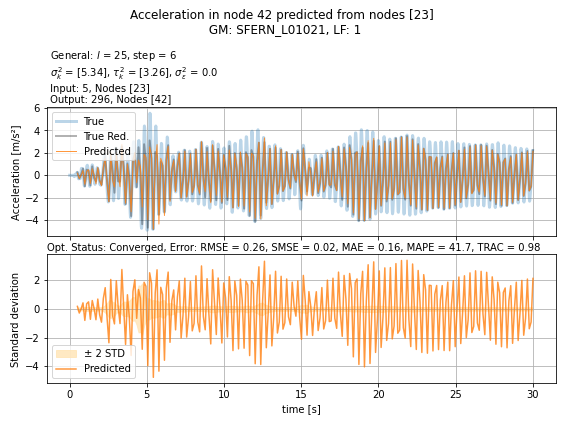 Acceleration in node 42 predicted from nodes [23]
GM: SFERN_L01021, LF: 1
General: l = 25, step = 6
σ²ₖ = [5.34], τ²ₖ = [3.26], σ²ε = 0.0
Input: 5, Nodes [23]
Output: 296, Nodes [42]
6
4
2
0
−2
−4
Acceleration [m/s²]
True
True Red.
Predicted
Opt. Status: Converged, Error: RMSE = 0.26, SMSE = 0.02, MAE = 0.16, MAPE = 41.7, TRAC = 0.98
2
0
−2
−4
Standard deviation
± 2 STD
Predicted
0 5 10 15 20 25 30
time [s]